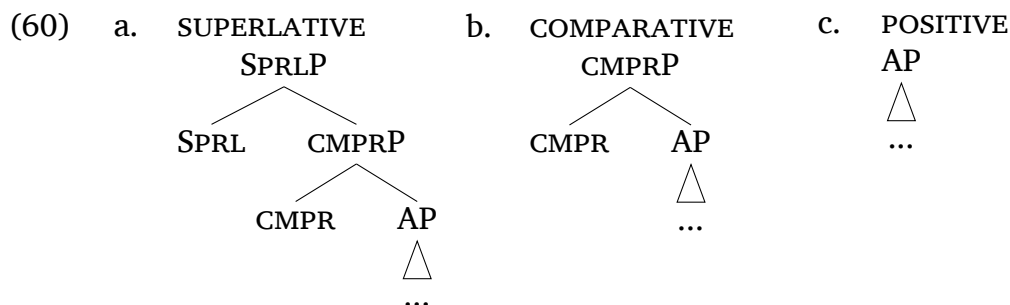 (60) a. SUPERLATIVE b. COMPARATIVE c. POSITIVE
SPRLP CMPRP AP
SPRL CMPRP CMPR AP ...
CMPR AP ...
...